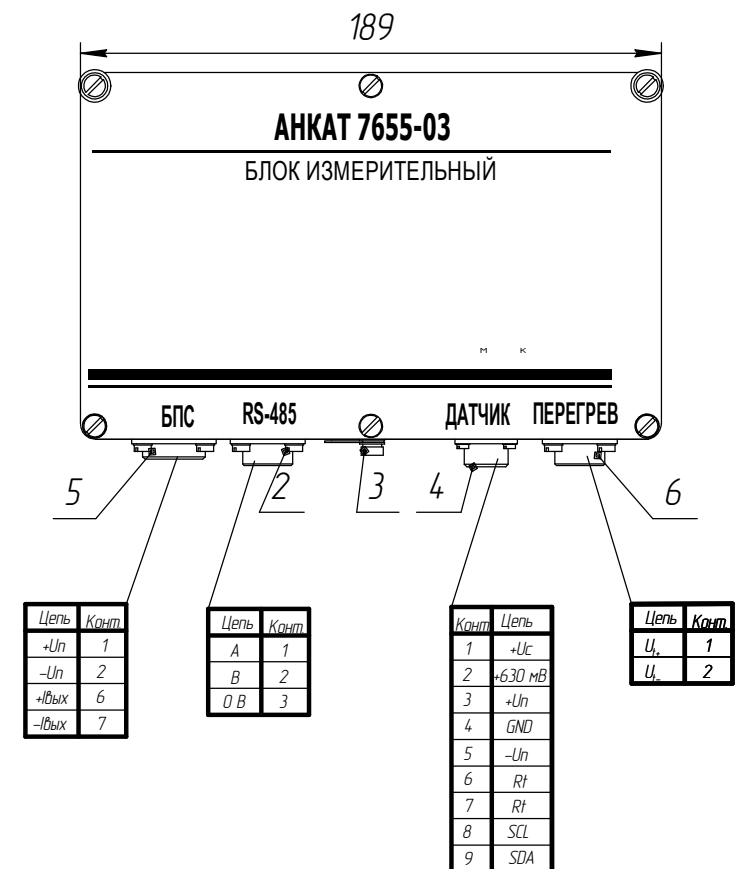 189
АНКАТ 7655-03
БЛОК ИЗМЕРИТЕЛЬНЫЙ
М К
БПС RS-485 ДАТЧИК ПЕРЕГРЕВ
5 2 3 4 6
Цепь Конт.
+Uп 1
–Uп 2
+Iвых 6
–Iвых 7
Цепь Конт.
А 1
В 2
0 В 3
Конт Цепь
1 +Uс
2 +630 мВ
3 +Uп
4 GND
5 –Uп
6 Rt
7 Rt
8 SCL
9 SDA
Цепь Конт.
Ut+ 1
Ut– 2